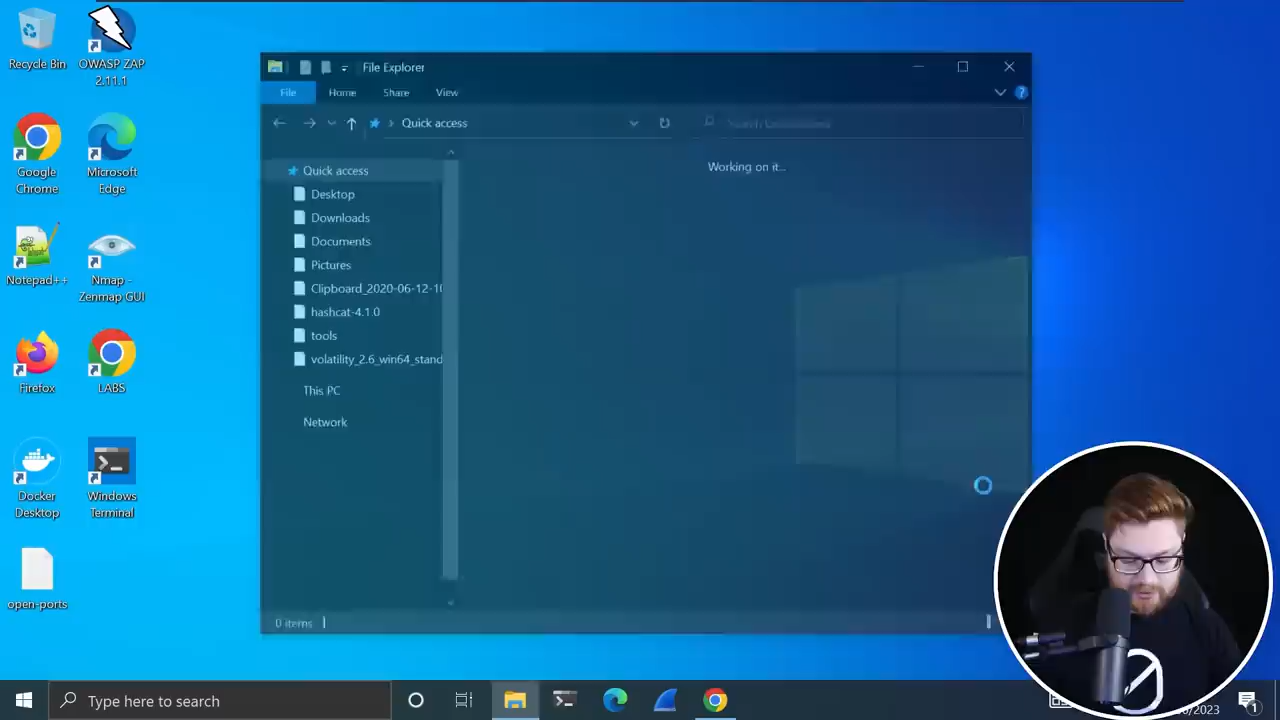 Recycle Bin
OWASP ZAP
2.11.1
Google
Chrome
Microsoft
Edge
Notepad++
Nmap -
Zenmap GUI
Firefox
LABS
Docker
Desktop
Windows
Terminal
open-ports
File Explorer
File
Home
Share
View
?
Quick access
Working on it...
Quick access
Desktop
Downloads
Documents
Pictures
Clipboard_2020-06-12-10
hashcat-4.1.0
tools
volatility_2.6_win64_stand
This PC
Network
0 items
Type here to search
/2023
1